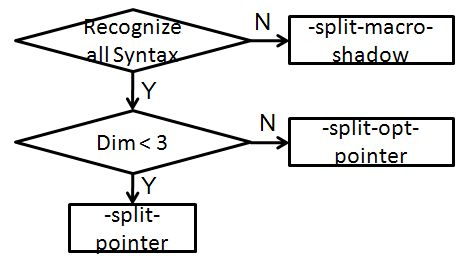 Recognize
all Syntax
N
-split-macro-
shadow
Y
Dim < 3
N
-split-opt-
pointer
Y
-split-
pointer